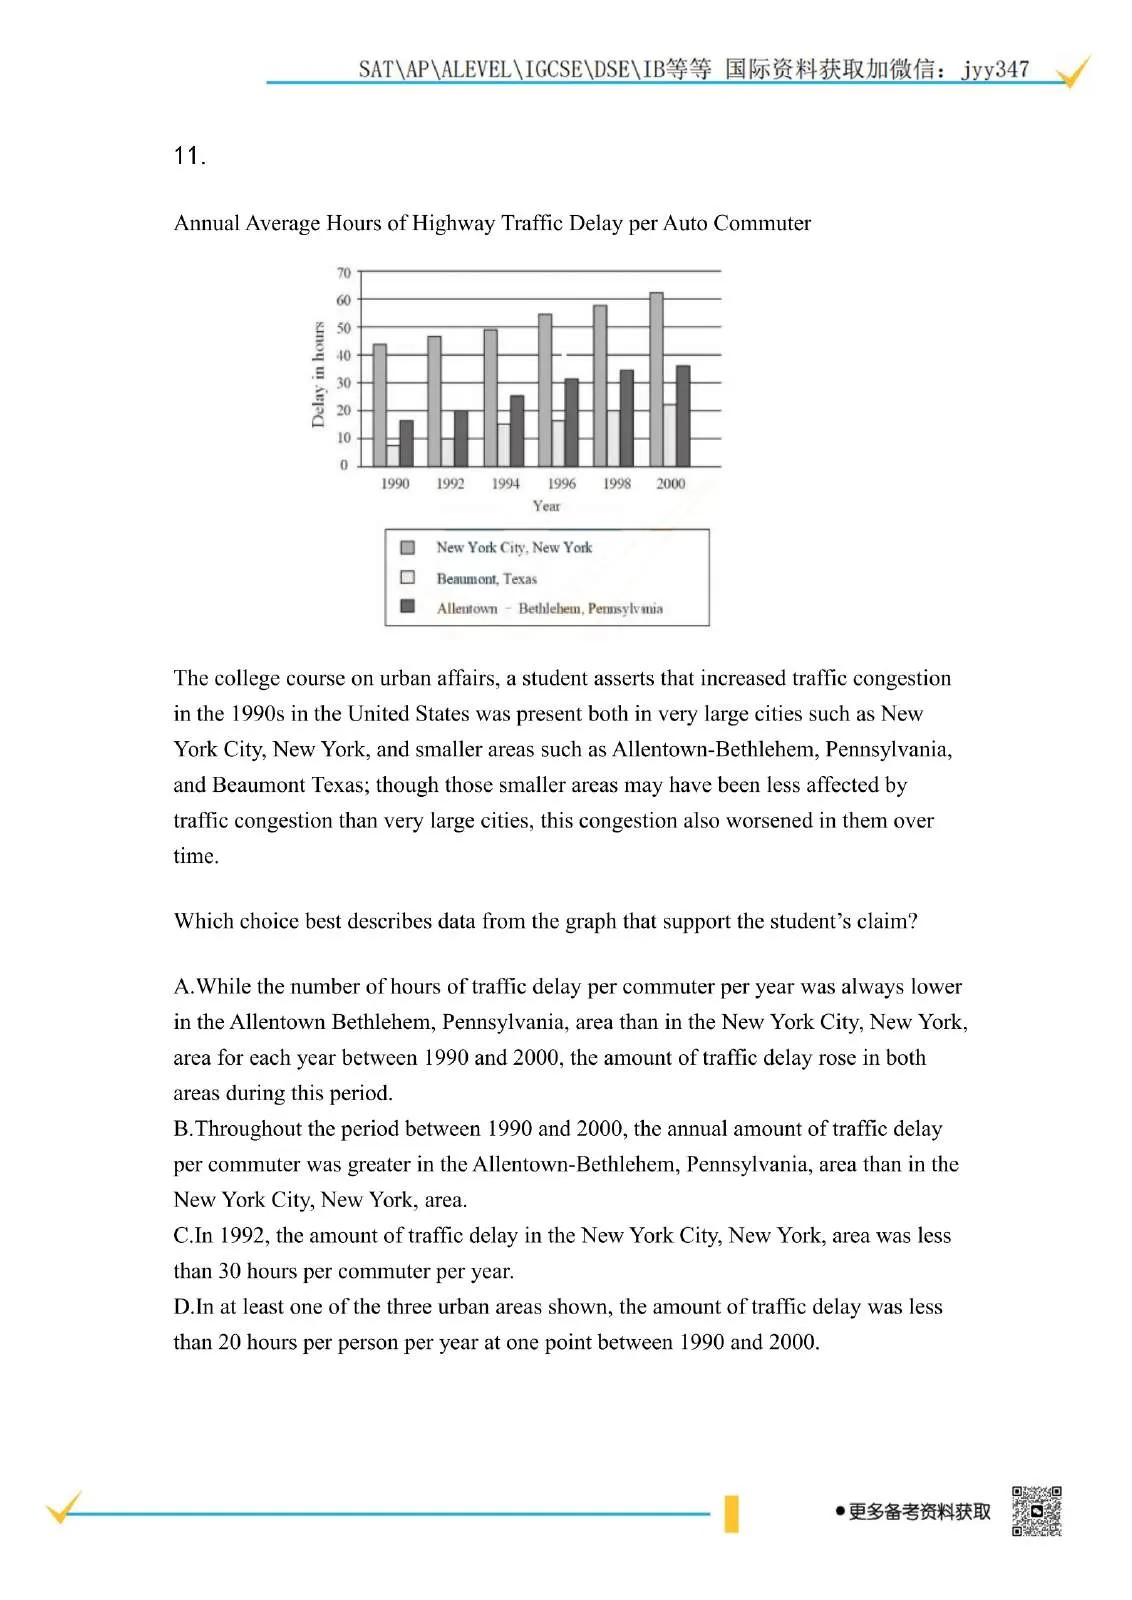 SAT\AP\ALEVEL\IGCSE\DSE\IB等等 国际资料获取加微信：jyy347
11.
Annual Average Hours of Highway Traffic Delay per Auto Commuter
70
60
50
40
30
20
10
0
Delay in hours
1990 1992 1994 1996 1998 2000
Year
New York City, New York
Beaumont, Texas
Allentown - Bethlehem, Pennsylvania
The college course on urban affairs, a student asserts that increased traffic congestion
in the 1990s in the United States was present both in very large cities such as New
York City, New York, and smaller areas such as Allentown-Bethlehem, Pennsylvania,
and Beaumont Texas; though those smaller areas may have been less affected by
traffic congestion than very large cities, this congestion also worsened in them over
time.
Which choice best describes data from the graph that support the student’s claim?
A.While the number of hours of traffic delay per commuter per year was always lower
in the Allentown Bethlehem, Pennsylvania, area than in the New York City, New York,
area for each year between 1990 and 2000, the amount of traffic delay rose in both
areas during this period.
B.Throughout the period between 1990 and 2000, the annual amount of traffic delay
per commuter was greater in the Allentown-Bethlehem, Pennsylvania, area than in the
New York City, New York, area.
C.In 1992, the amount of traffic delay in the New York City, New York, area was less
than 30 hours per commuter per year.
D.In at least one of the three urban areas shown, the amount of traffic delay was less
than 20 hours per person per year at one point between 1990 and 2000.
●更多备考资料获取